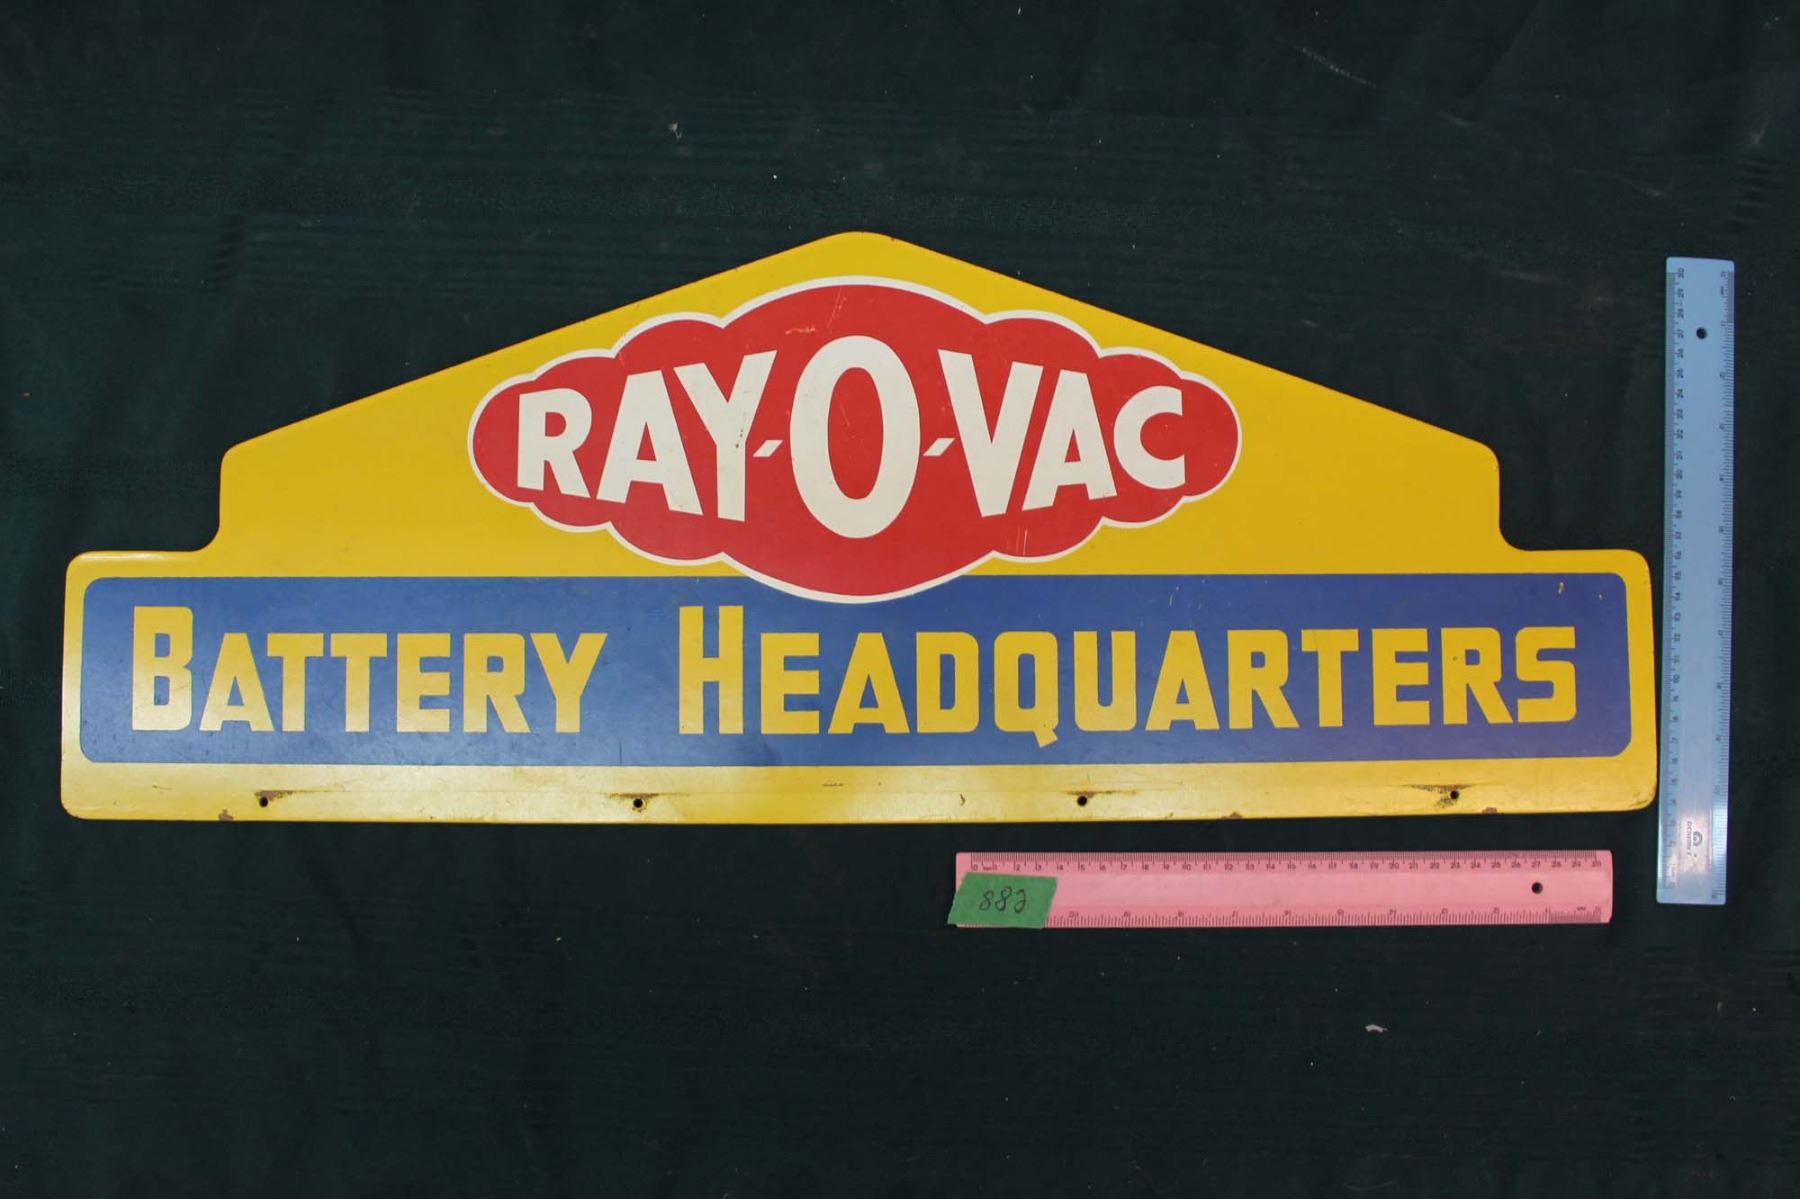 RAY-O-VAC
BATTERY HEADQUARTERS
882